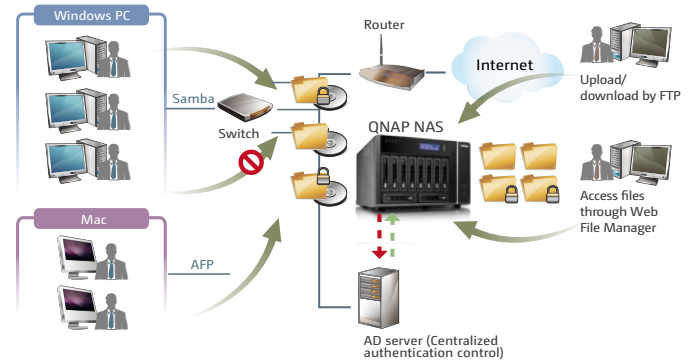 Windows PC
Samba
Switch
Mac
AFP
Router
Internet
QNAP NAS
Upload/
download by FTP
Access files
through Web
File Manager
AD server (Centralized
authentication control)